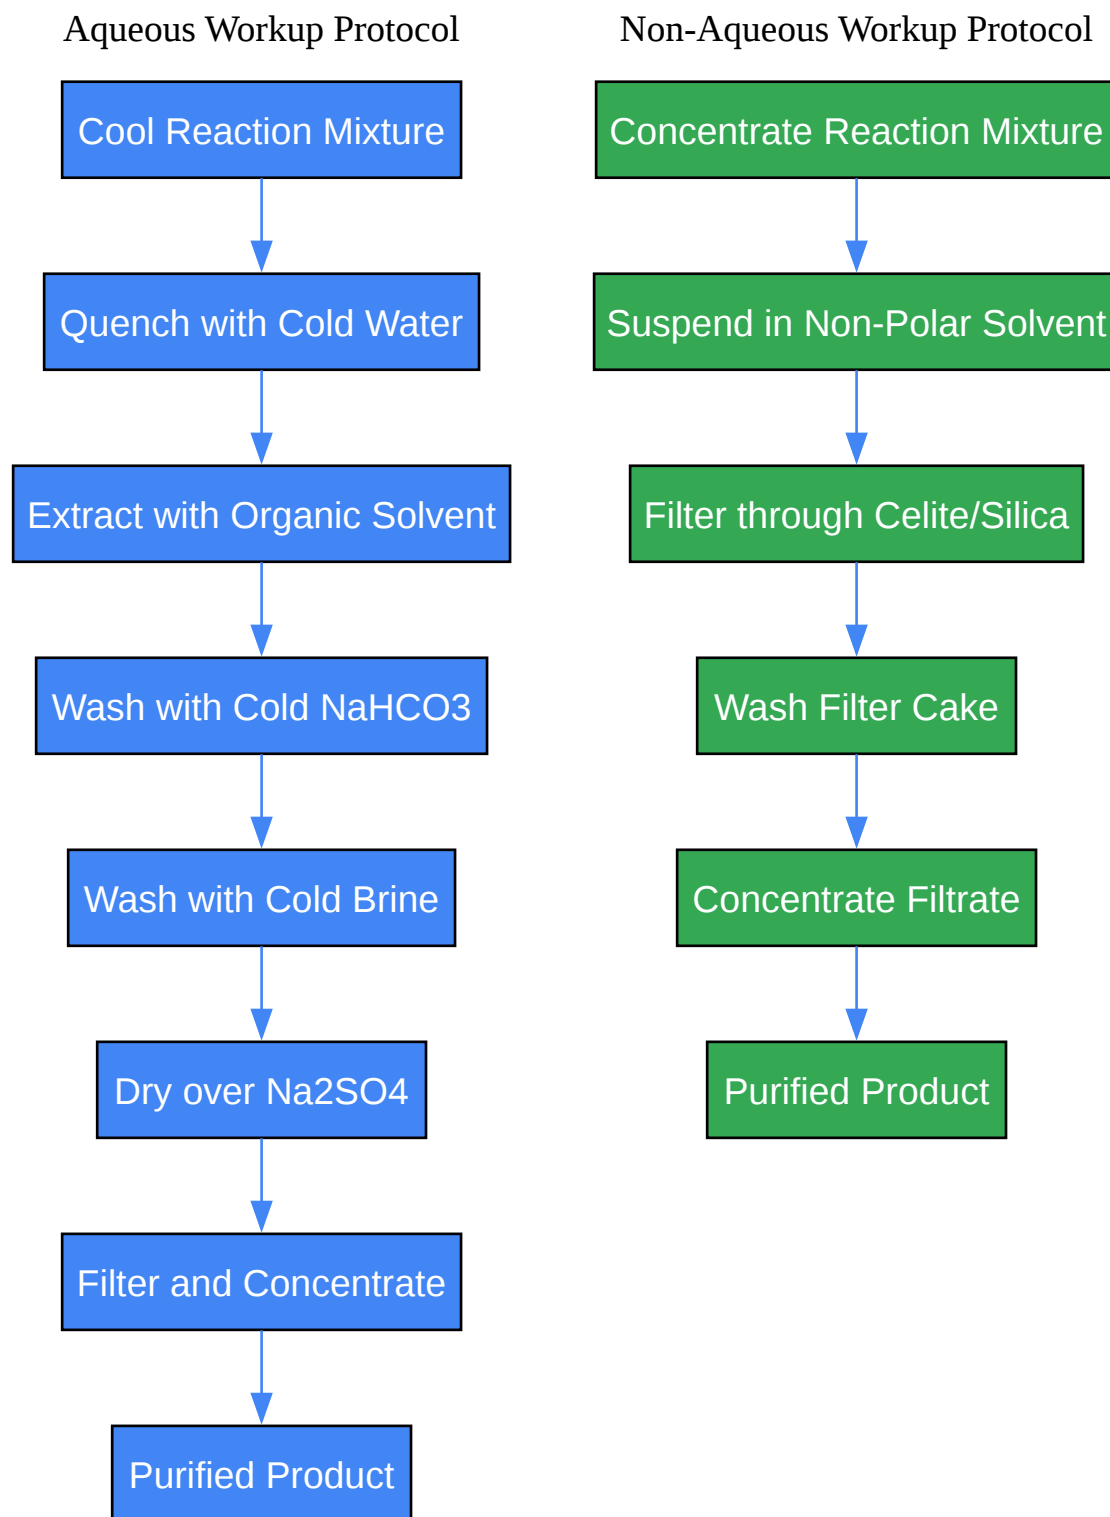 Aqueous Workup Protocol
Cool Reaction Mixture
Quench with Cold Water
Extract with Organic Solvent
Wash with Cold NaHCO3
Wash with Cold Brine
Dry over Na2SO4
Filter and Concentrate
Purified Product
Non-Aqueous Workup Protocol
Concentrate Reaction Mixture
Suspend in Non-Polar Solvent
Filter through Celite/Silica
Wash Filter Cake
Concentrate Filtrate
Purified Product